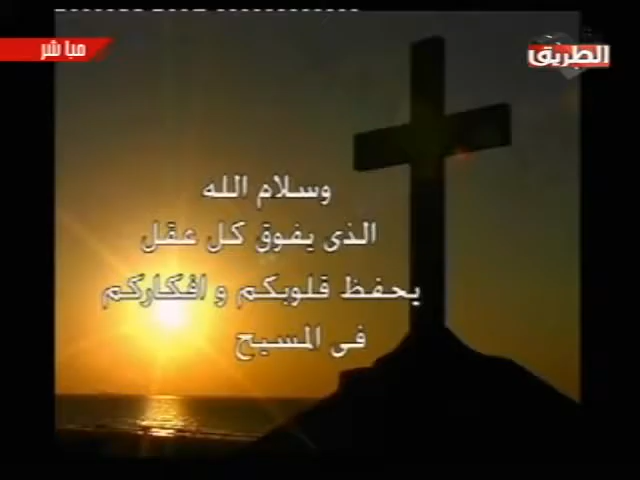 مباشر
الطريق
وسلام الله
الذى يفوق كل عقل
يحفظ قلوبكم و افكاركم
فى المسيح